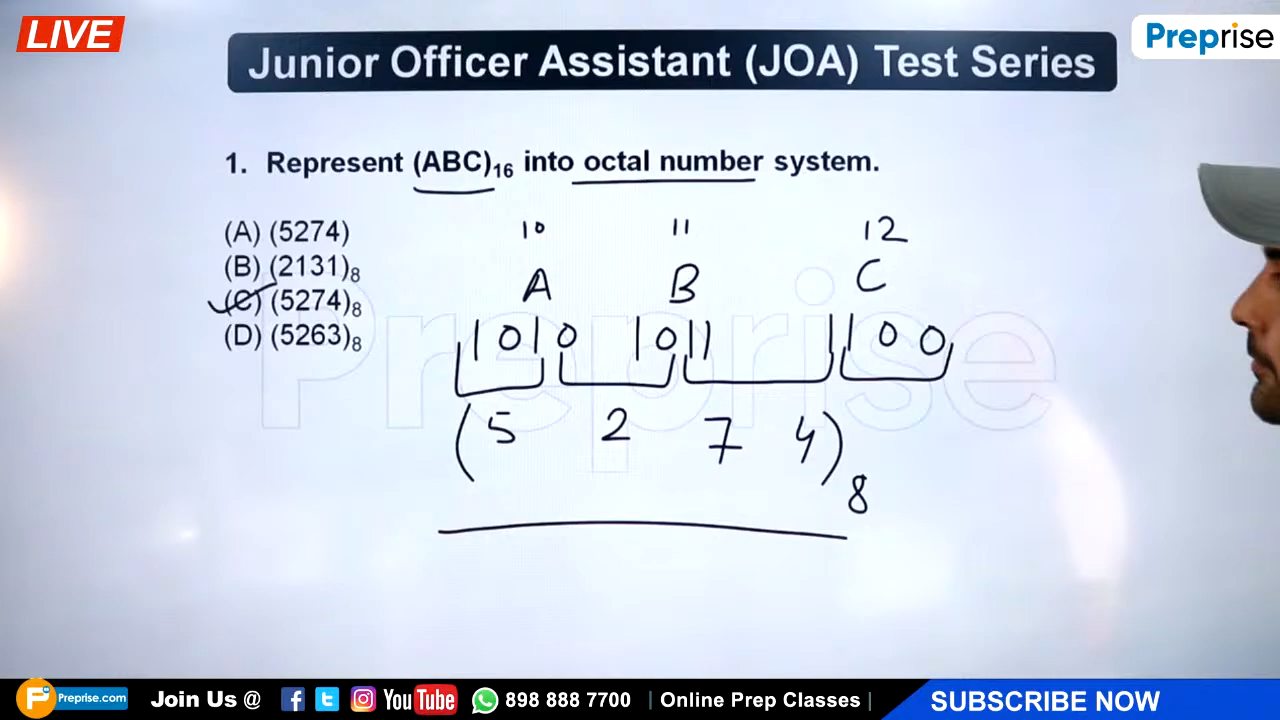 LIVE
Preprise
Junior Officer Assistant (JOA) Test Series
1. Represent (ABC)₁₆ into octal number system.
(A) (5274)
(B) (2131)₈
(C) (5274)₈
(D) (5263)₈
10 11 12
A B C
1010 1011 1100
(5 2 7 4)₈
Preprise
Preprise.com Join Us @ YouTube 898 888 7700 | Online Prep Classes | SUBSCRIBE NOW